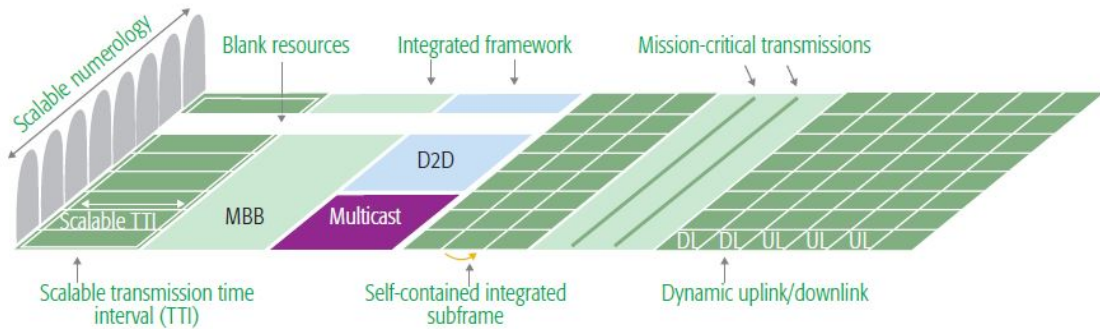 Scalable numerology
Blank resources
Integrated framework
Mission-critical transmissions
D2D
Scalable TTI
MBB
Multicast
DL DL UL UL UL
Scalable transmission time
interval (TTI)
Self-contained integrated
subframe
Dynamic uplink/downlink